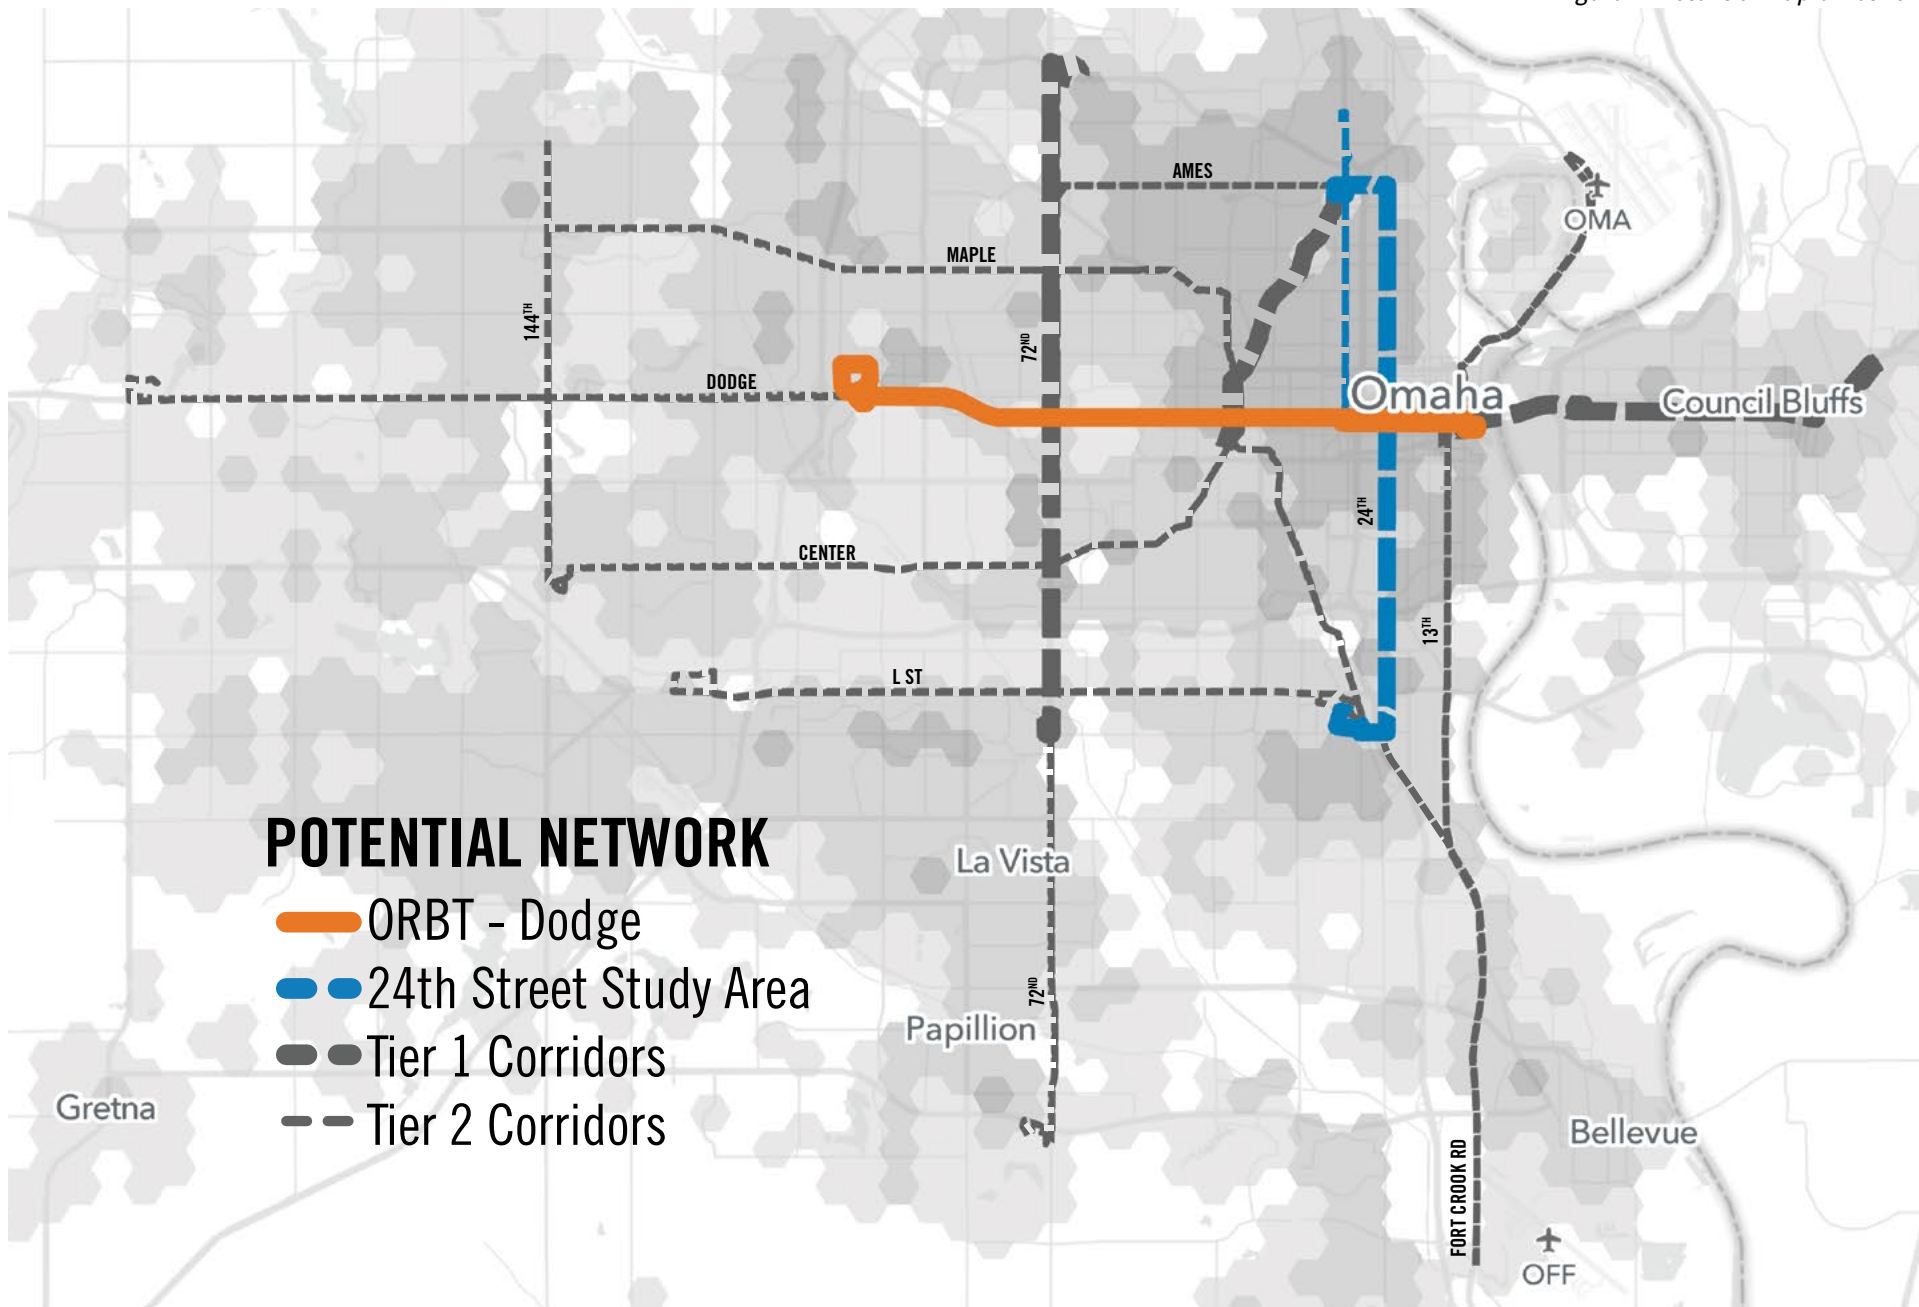 AMES
OMA
MAPLE
144TH
72ND
DODGE
Omaha
Council Bluffs
24TH
CENTER
13TH
L ST
POTENTIAL NETWORK
La Vista
ORBT - Dodge
24th Street Study Area
72ND
Papillion
Tier 1 Corridors
Gretna
Tier 2 Corridors
Bellevue
FORT CROOK RD
OFF